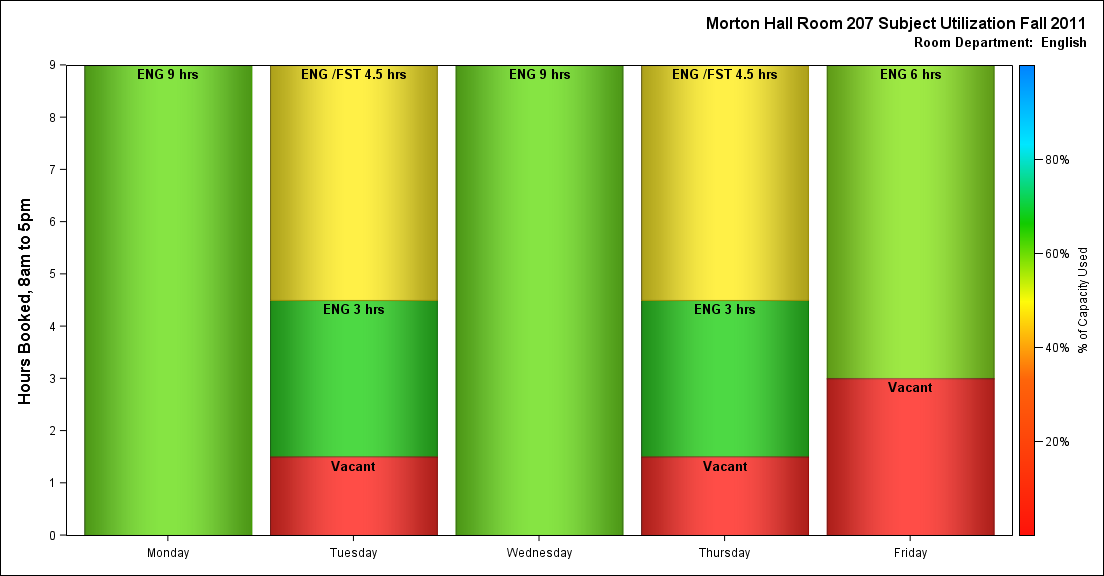 Morton Hall Room 207 Subject Utilization Fall 2011
Room Department:  English
Hours Booked, 8am to 5pm
9
8
7
6
5
4
3
2
1
0
ENG 9 hrs
ENG /FST 4.5 hrs
ENG 9 hrs
ENG /FST 4.5 hrs
ENG 6 hrs
ENG 3 hrs
ENG 3 hrs
Vacant
Vacant
Vacant
Monday
Tuesday
Wednesday
Thursday
Friday
80%
60%
40%
20%
% of Capacity Used